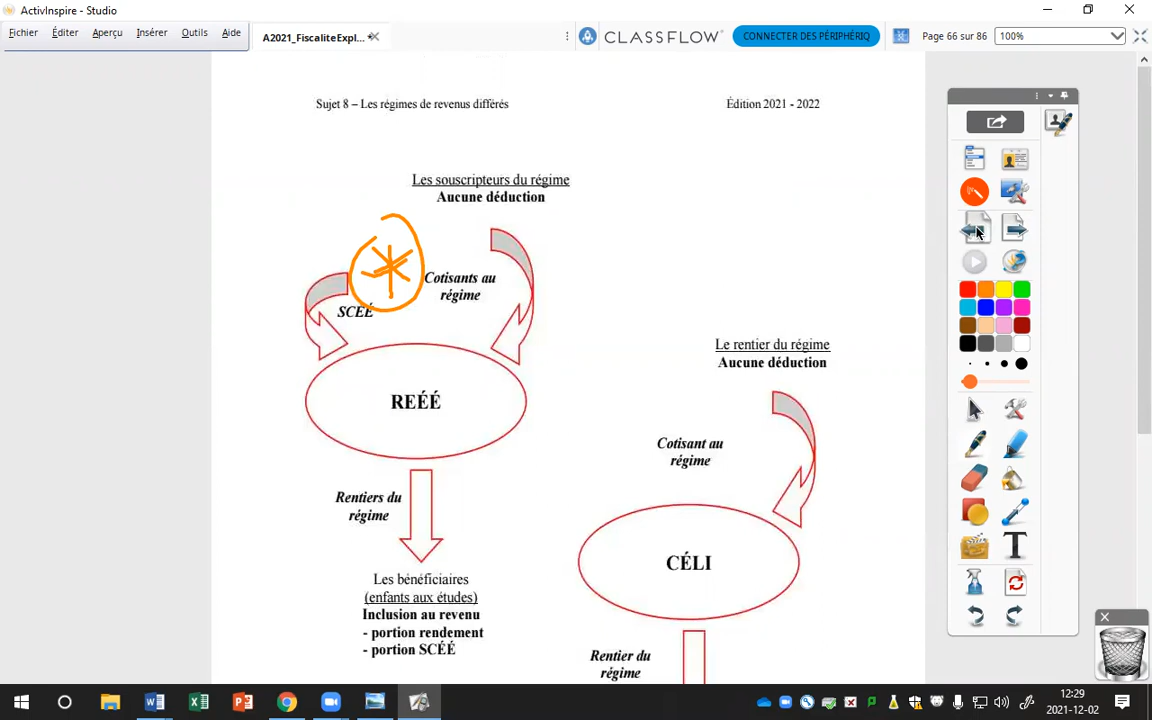 ActivInspire - Studio
Fichier Éditer Aperçu Insérer Outils Aide
A2021_FiscaliteExpl...
CLASSFLOW
CONNECTER DES PÉRIPHÉRIQ
Page 66 sur 86
100%
Sujet 8 – Les régimes de revenus différés
Édition 2021 - 2022
Les souscripteurs du régime
Aucune déduction
Cotisants au
régime
SCÉÉ
REÉÉ
Le rentier du régime
Aucune déduction
Cotisant au
régime
Rentiers du
régime
CÉLI
Les bénéficiaires
(enfants aux études)
Inclusion au revenu
- portion rendement
- portion SCÉÉ
Rentier du
régime
12:29
2021-12-02